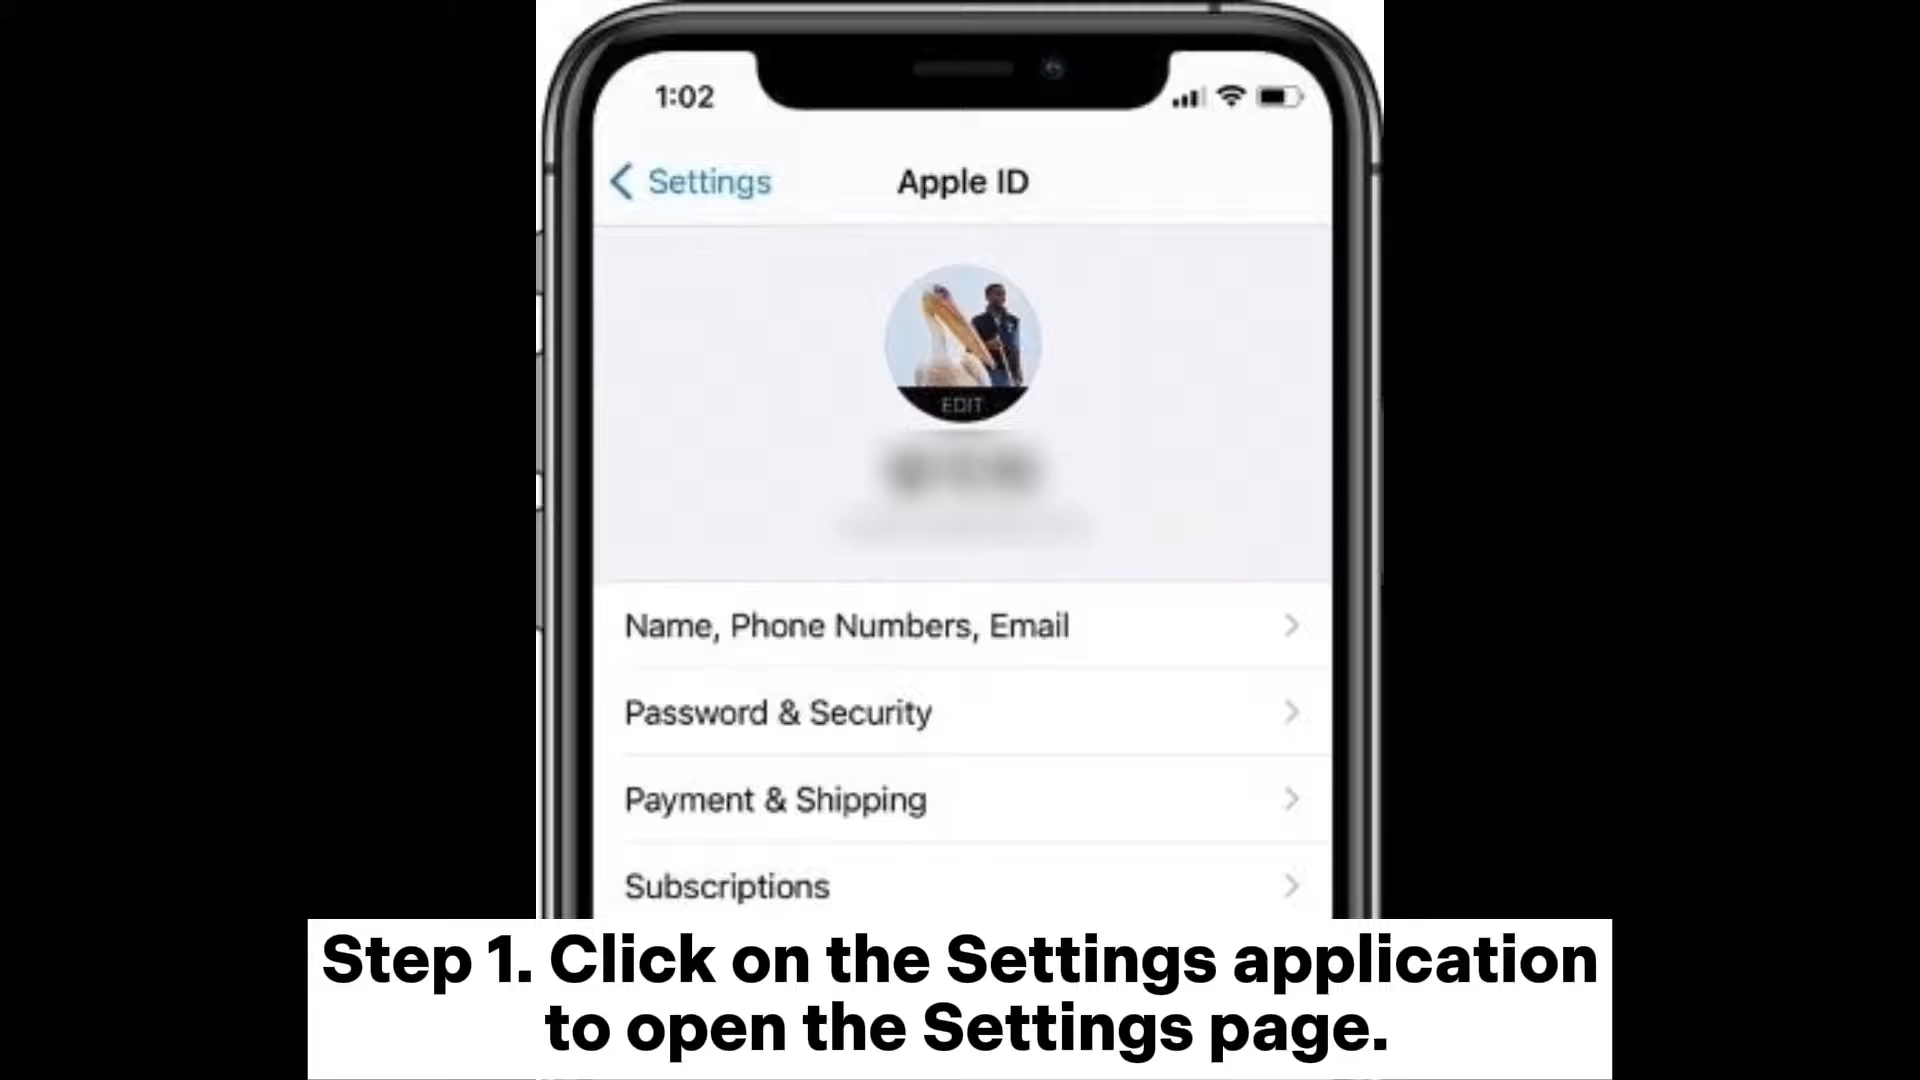 1:02
Settings
Apple ID
EDIT
Name, Phone Numbers, Email
Password & Security
Payment & Shipping
Subscriptions
Step 1. Click on the Settings application
to open the Settings page.